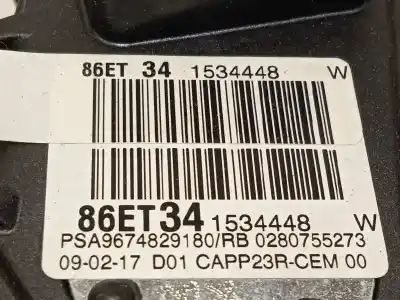 86ET 34 1534448 W
86ET34 1534448 W
PSA9674829180/RB 0280755273
09-02-17 D01 CAPP23R-CEM 00